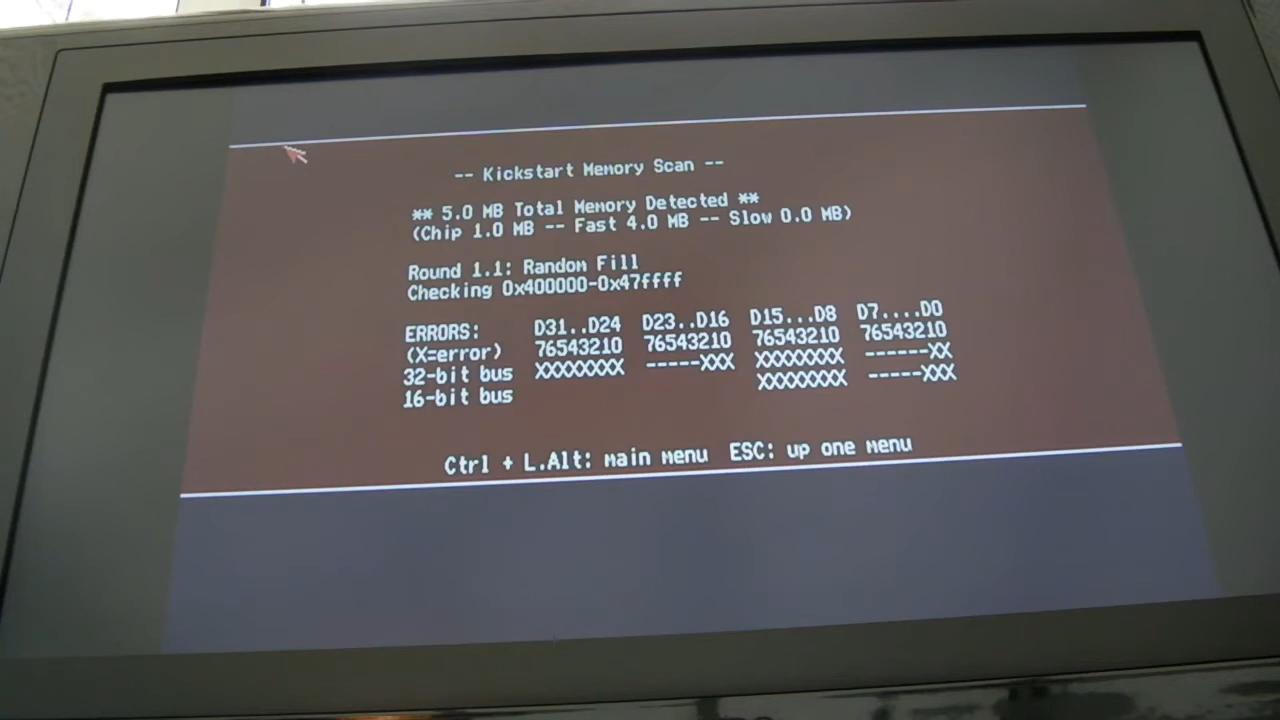 -- Kickstart Memory Scan --
** 5.0 MB Total Memory Detected **
(Chip 1.0 MB -- Fast 4.0 MB -- Slow 0.0 MB)
Round 1.1: Random Fill
Checking 0x400000-0x47ffff
ERRORS: D31..D24 D23..D16 D15...D8 D7....D0
(X=error) 76543210 76543210 76543210 76543210
32-bit bus XXXXXXXX -----XXX XXXXXXXX ------XX
16-bit bus XXXXXXXX -----XXX
Ctrl + L.Alt: main menu ESC: up one menu